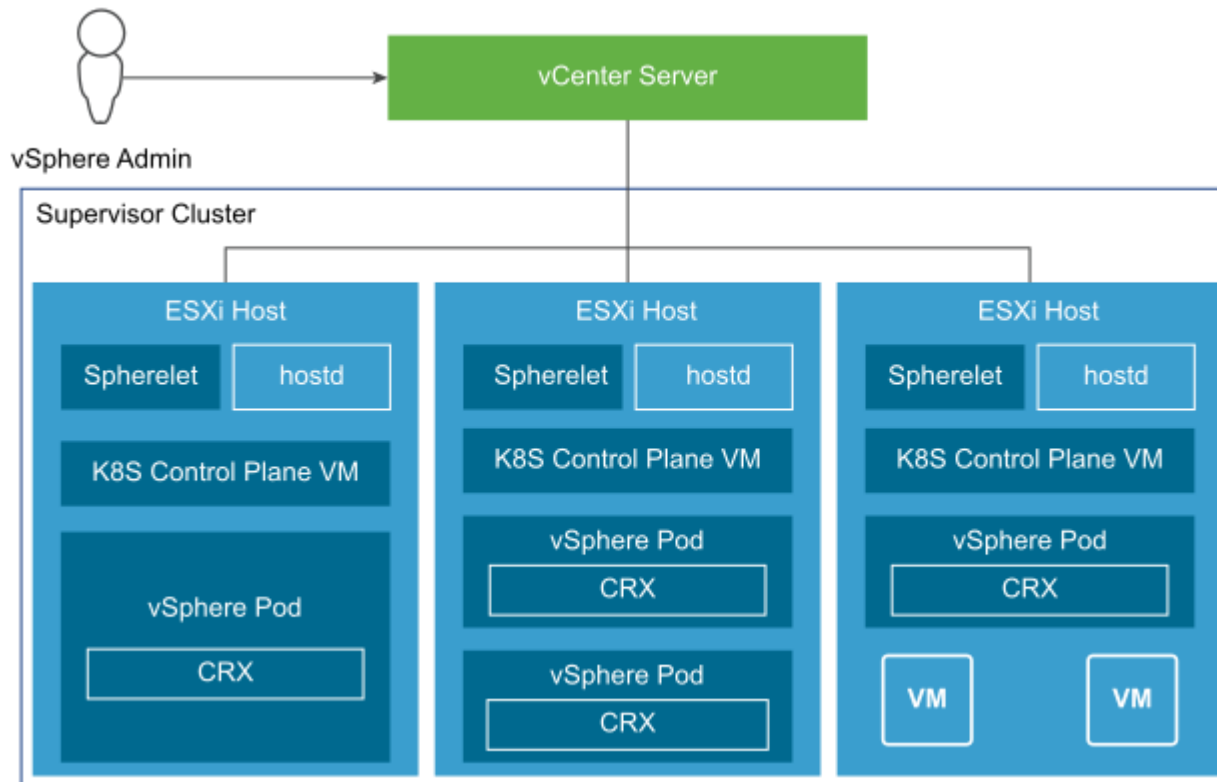 vCenter Server
vSphere Admin
Supervisor Cluster
ESXi Host
Spherelet
hostd
K8S Control Plane VM
vSphere Pod
CRX
ESXi Host
Spherelet
hostd
K8S Control Plane VM
vSphere Pod
CRX
vSphere Pod
CRX
ESXi Host
Spherelet
hostd
K8S Control Plane VM
vSphere Pod
CRX
VM
VM